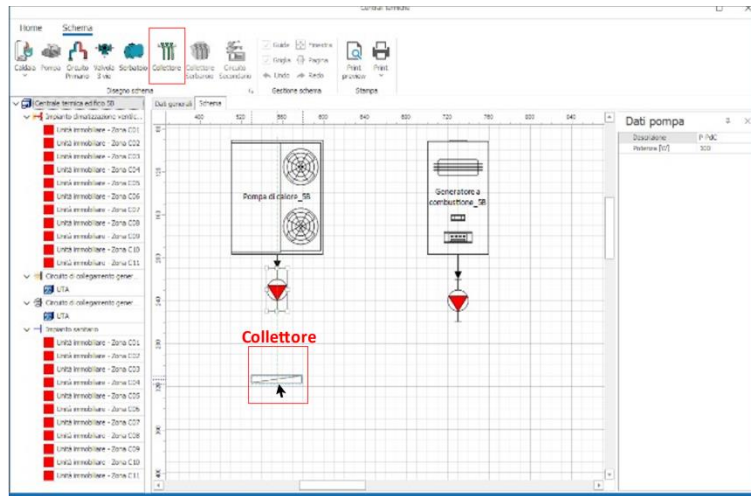 Centrali termiche
Home Schema
Caldaia Pompa Circuito Primario Valvola 3 vie Serbatoio Collettore Collettore Serbatoio Circuito Secondario
Guide Finestra
Griglia Pagina
Undo Redo
Print preview Print
Disegno schema Gestione schema Stampa
Centrale termica edificio 5B
Dati generali Schema
Impianto climatizzazione ventic...
Unità immobiliare - Zona C01
Unità immobiliare - Zona C02
Unità immobiliare - Zona C03
Unità immobiliare - Zona C04
Unità immobiliare - Zona C05
Unità immobiliare - Zona C06
Unità immobiliare - Zona C07
Unità immobiliare - Zona C08
Unità immobiliare - Zona C09
Unità immobiliare - Zona C10
Unità immobiliare - Zona C11
Circuito di collegamento gener...
UTA
Circuito di collegamento gener...
UTA
Impianto sanitario
Unità immobiliare - Zona C01
Unità immobiliare - Zona C02
Unità immobiliare - Zona C03
Unità immobiliare - Zona C04
Unità immobiliare - Zona C05
Unità immobiliare - Zona C06
Unità immobiliare - Zona C07
Unità immobiliare - Zona C08
Unità immobiliare - Zona C09
Unità immobiliare - Zona C10
Unità immobiliare - Zona C11
Pompa di calore_5B
Generatore a
combustione_5B
Collettore
Dati pompa
Descrizione P-PdC
Potenza [W] 300